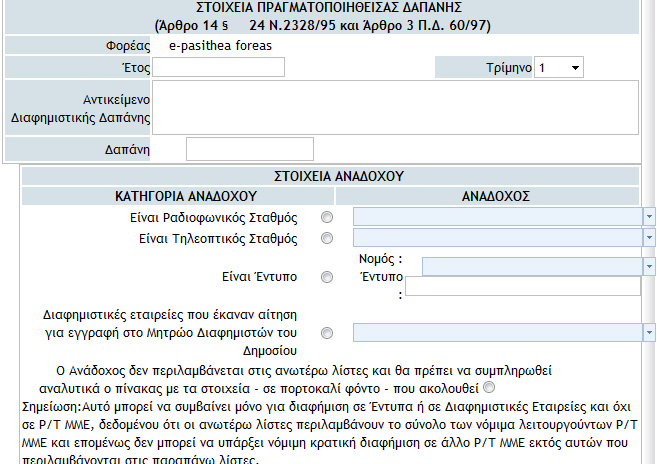 ΣΤΟΙΧΕΙΑ ΠΡΑΓΜΑΤΟΠΟΙΗΘΕΙΣΑΣ ΔΑΠΑΝΗΣ
(Άρθρο 14 § 24 Ν.2328/95 και Άρθρο 3 Π.Δ. 60/97)
Φορέας e-pasithea foreas
Έτος Τρίμηνο 1
Αντικείμενο
Διαφημιστικής Δαπάνης
Δαπάνη
ΣΤΟΙΧΕΙΑ ΑΝΑΔΟΧΟΥ
ΚΑΤΗΓΟΡΙΑ ΑΝΑΔΟΧΟΥ ΑΝΑΔΟΧΟΣ
Είναι Ραδιοφωνικός Σταθμός
Είναι Τηλεοπτικός Σταθμός
Νομός :
Είναι Έντυπο Έντυπο
:
Διαφημιστικές εταιρείες που έκαναν αίτηση
για εγγραφή στο Μητρώο Διαφημιστών του
Δημοσίου
Ο Ανάδοχος δεν περιλαμβάνεται στις ανωτέρω λίστες και θα πρέπει να συμπληρωθεί
αναλυτικά ο πίνακας με τα στοιχεία - σε πορτοκαλί φόντο - που ακολουθεί
Σημείωση:Αυτό μπορεί να συμβαίνει μόνο για διαφήμιση σε Έντυπα ή σε Διαφημιστικές Εταιρείες και όχι
σε Ρ/Τ ΜΜΕ, δεδομένου ότι οι ανωτέρω λίστες περιλαμβάνουν το σύνολο των νόμιμα λειτουργούντων Ρ/Τ
ΜΜΕ και επομένως δεν μπορεί να υπάρξει νόμιμη κρατική διαφήμιση σε άλλο Ρ/Τ ΜΜΕ εκτός αυτών που
περιλαμβάνονται στις παραπάνω λίστες.